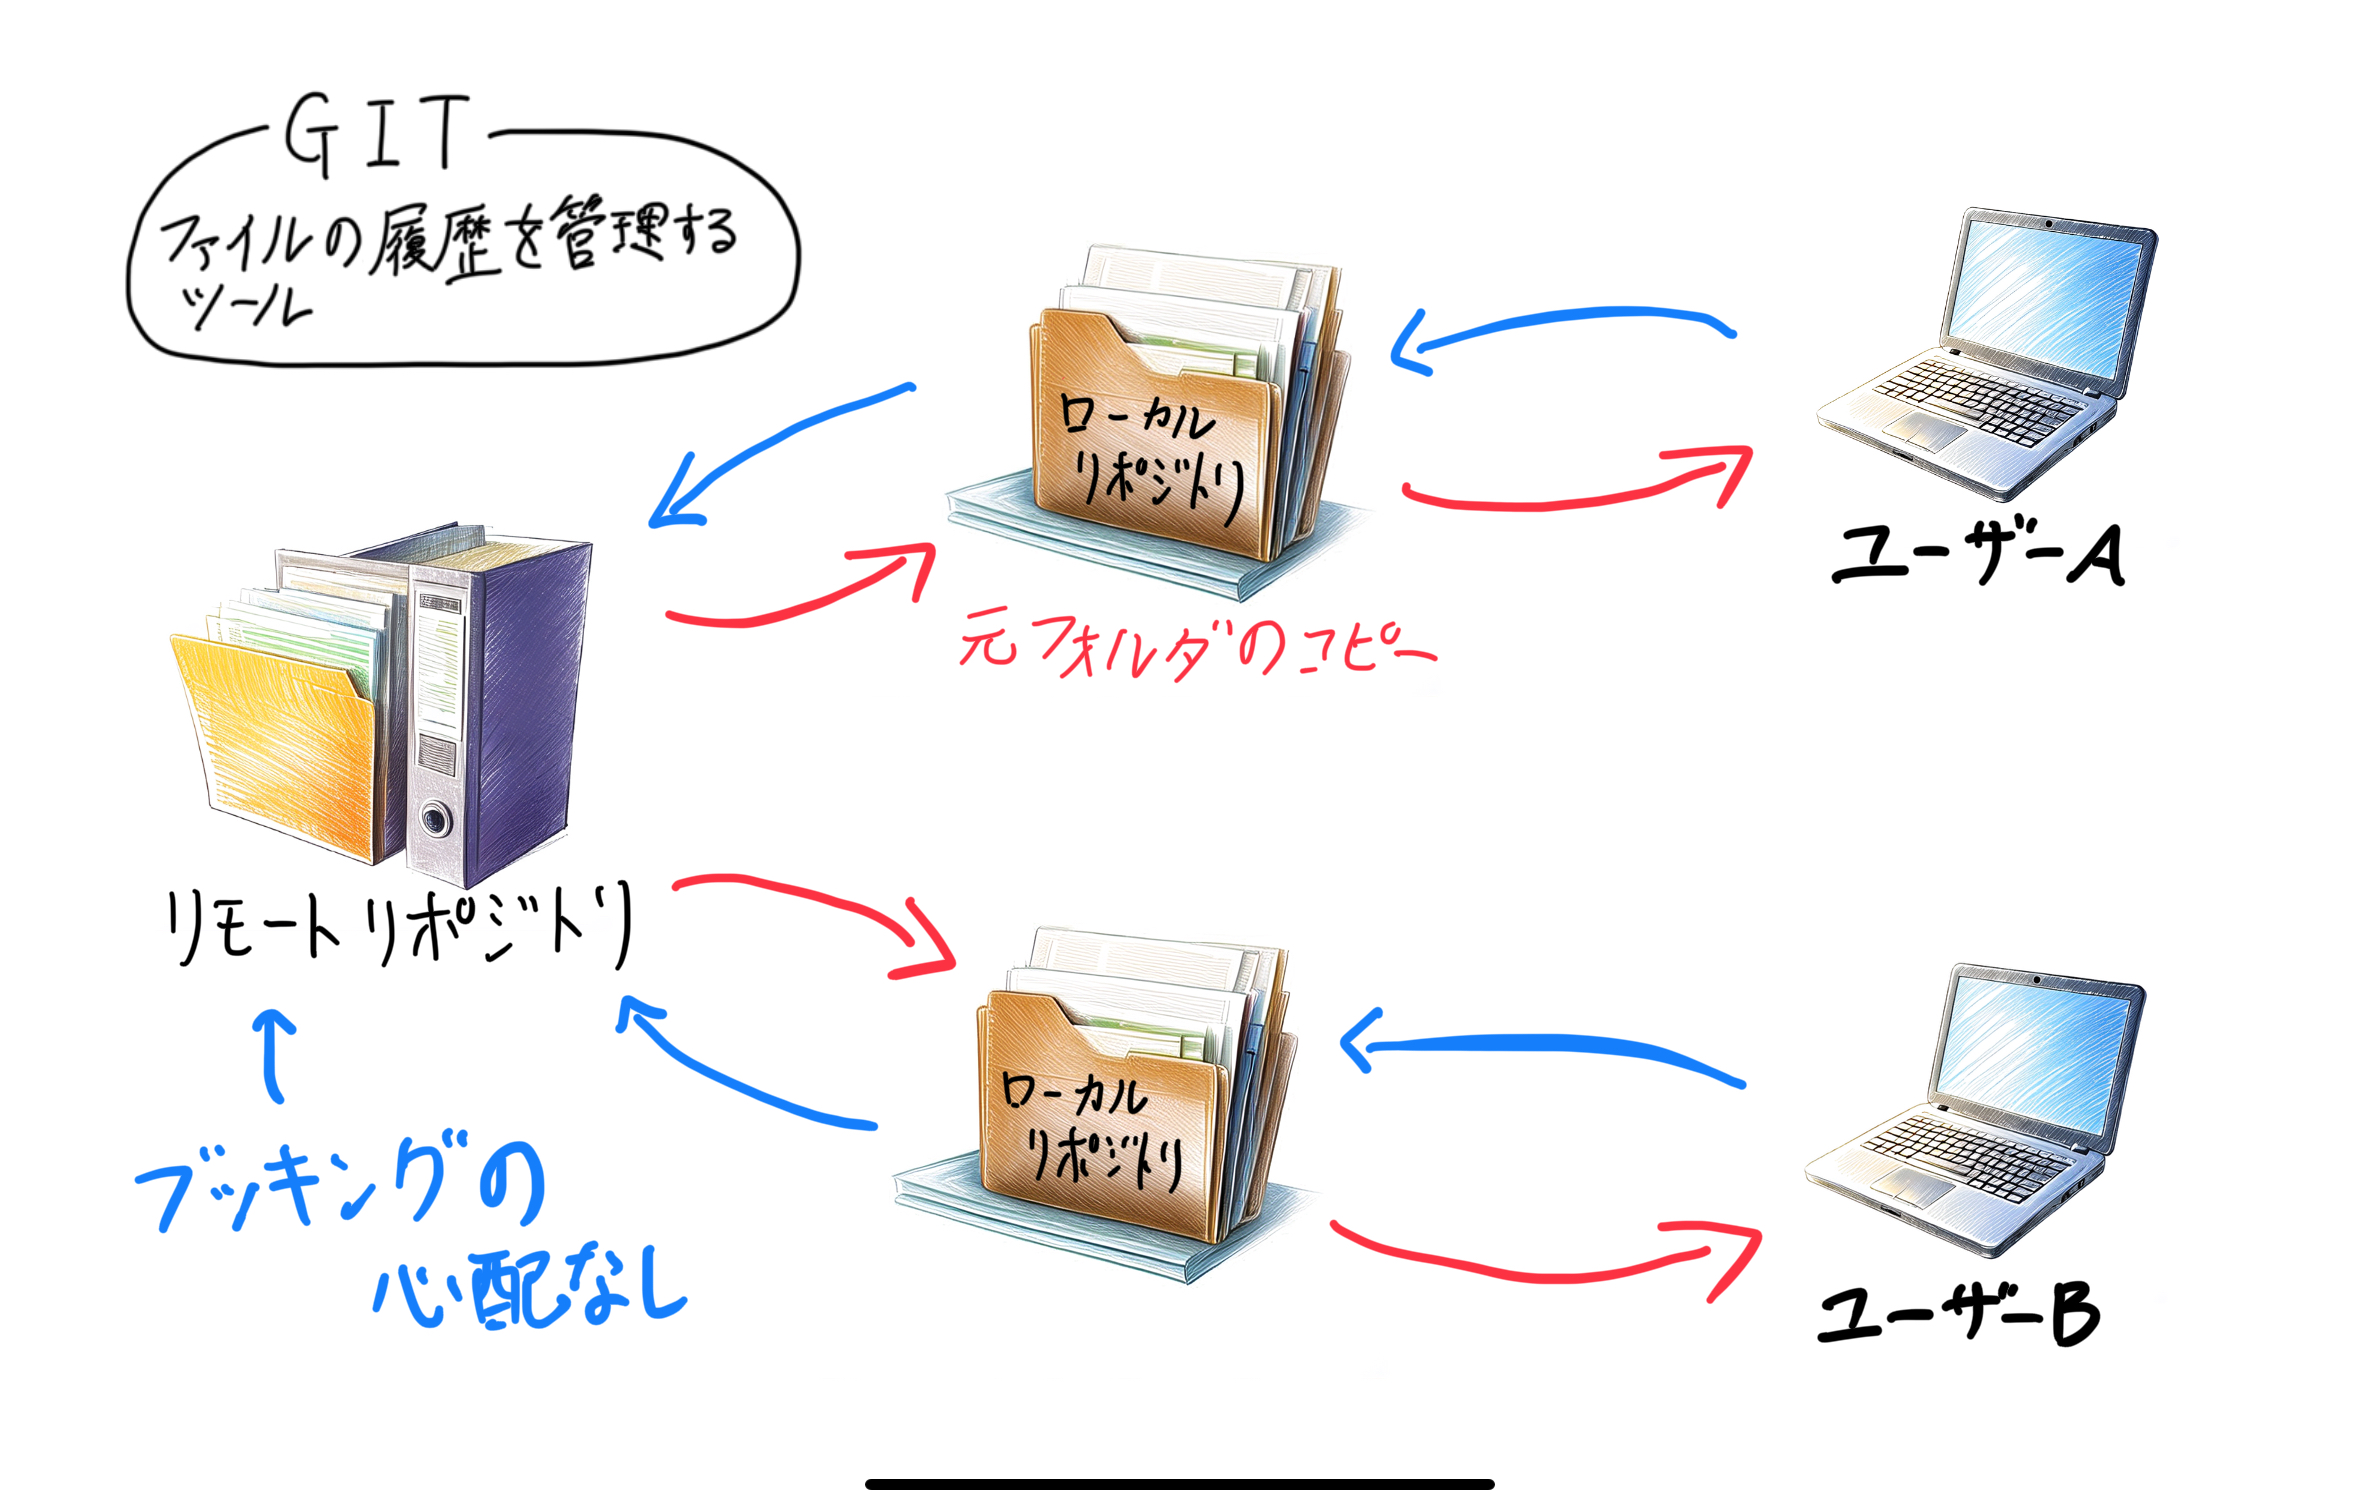 GIT
ファイルの履歴を管理する
ツール
ローカル
リポジトリ
ユーザーA
元フォルダのコピー
リモートリポジトリ
ローカル
リポジトリ
ブッキングの
心配なし
ユーザーB